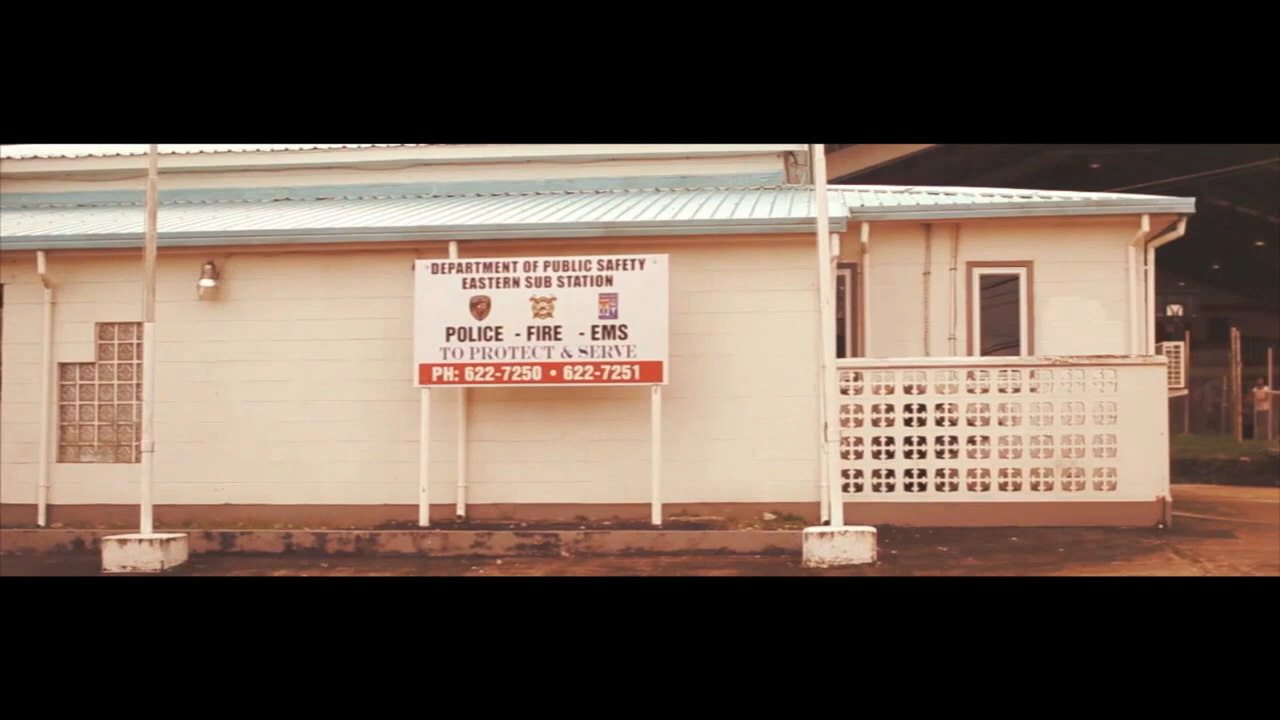 DEPARTMENT OF PUBLIC SAFETY
EASTERN SUB STATION
POLICE - FIRE - EMS
TO PROTECT & SERVE
PH: 622-7250 • 622-7251